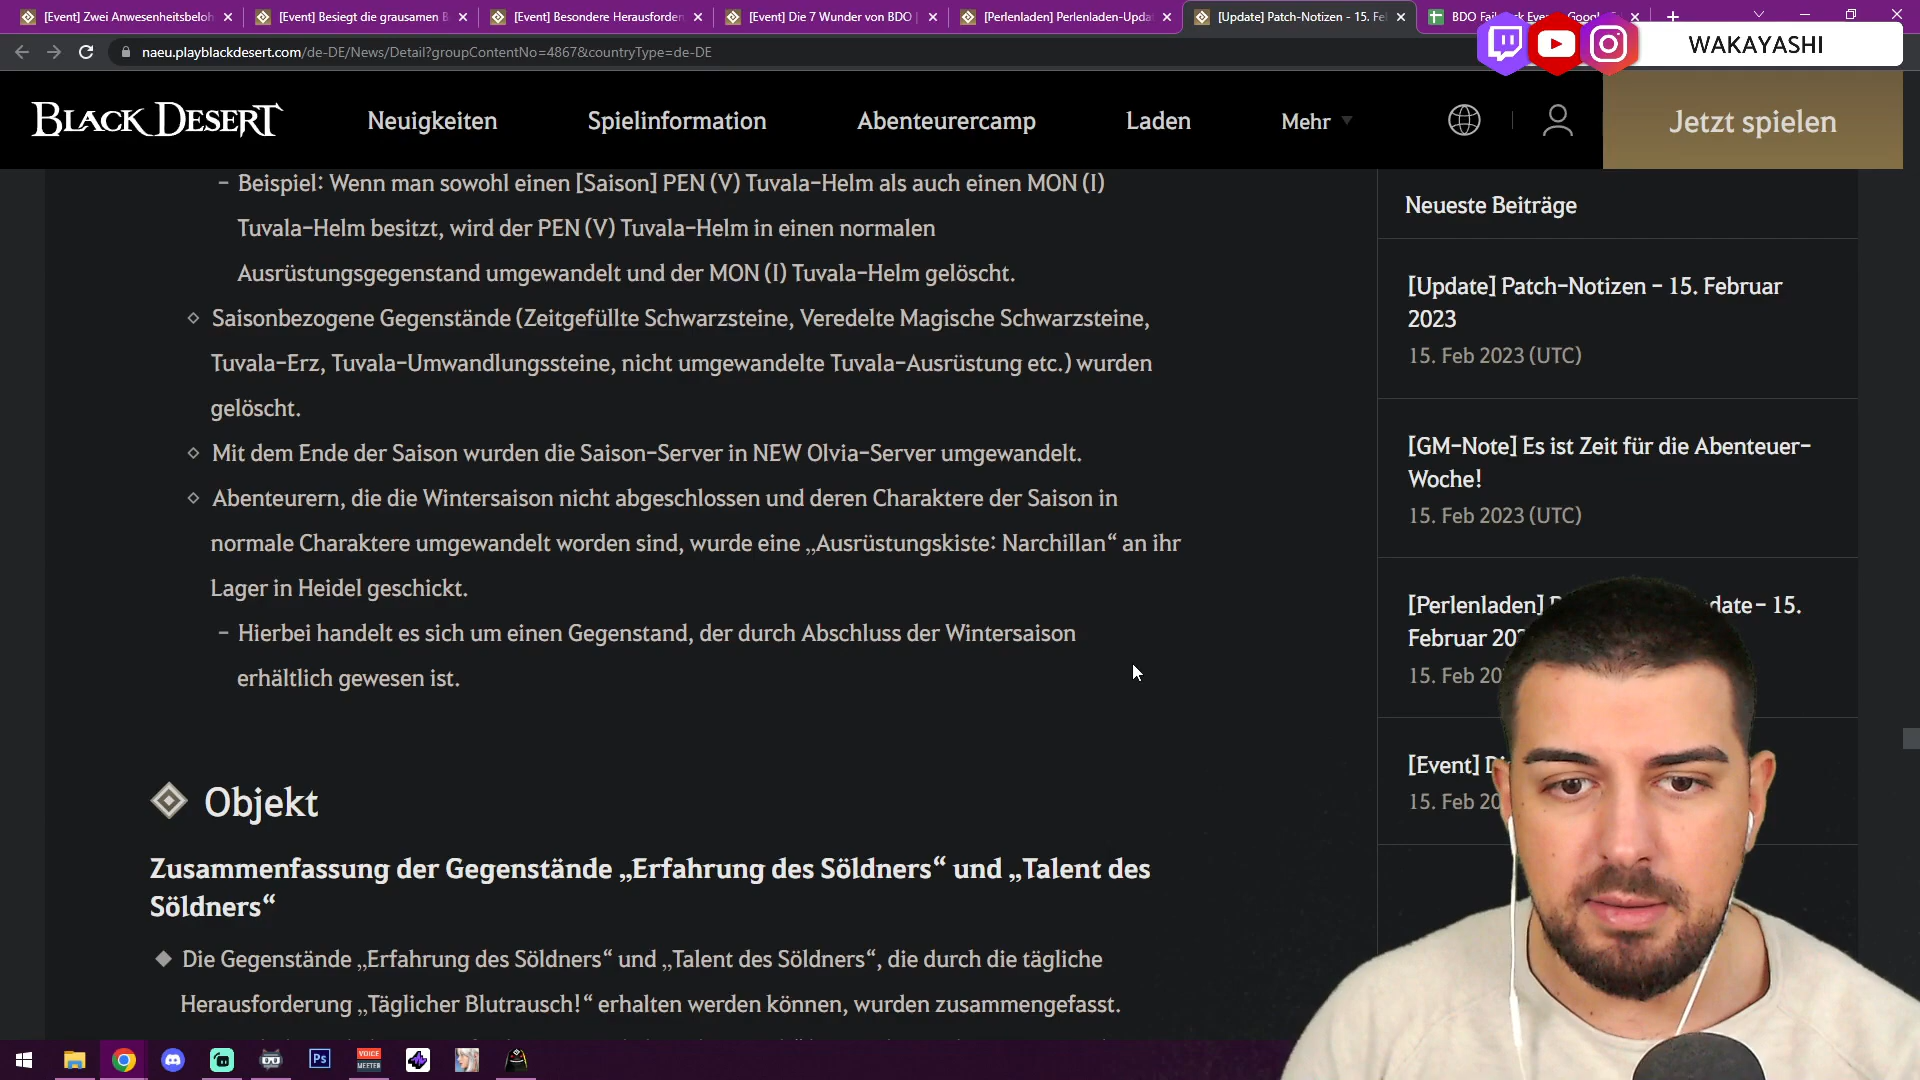 [Event] Zwei Anwesenheitsbeloh
[Event] Besiegt die grausamen B
[Event] Besondere Herausforder
[Event] Die 7 Wunder von BDO |
[Perlenladen] Perlenladen-Upda
[Update] Patch-Notizen - 15. Fe
naeu.playblackdesert.com/de-DE/News/Detail?groupContentNo=4867&countryType=de-DE
WAKAYASHI
BLACK DESERT
Neuigkeiten
Spielinformation
Abenteurercamp
Laden
Mehr
Jetzt spielen
– Beispiel: Wenn man sowohl einen [Saison] PEN (V) Tuvala-Helm als auch einen MON (I)
Tuvala-Helm besitzt, wird der PEN (V) Tuvala-Helm in einen normalen
Ausrüstungsgegenstand umgewandelt und der MON (I) Tuvala-Helm gelöscht.
Saisonbezogene Gegenstände (Zeitgefüllte Schwarzsteine, Veredelte Magische Schwarzsteine,
Tuvala-Erz, Tuvala-Umwandlungssteine, nicht umgewandelte Tuvala-Ausrüstung etc.) wurden
gelöscht.
Mit dem Ende der Saison wurden die Saison-Server in NEW Olvia-Server umgewandelt.
Abenteurern, die die Wintersaison nicht abgeschlossen und deren Charaktere der Saison in
normale Charaktere umgewandelt worden sind, wurde eine „Ausrüstungskiste: Narchillan“ an ihr
Lager in Heidel geschickt.
– Hierbei handelt es sich um einen Gegenstand, der durch Abschluss der Wintersaison
erhältlich gewesen ist.
Objekt
Zusammenfassung der Gegenstände „Erfahrung des Söldners“ und „Talent des
Söldners“
Die Gegenstände „Erfahrung des Söldners“ und „Talent des Söldners“, die durch die tägliche
Herausforderung „Täglicher Blutrausch!“ erhalten werden können, wurden zusammengefasst.
Neueste Beiträge
[Update] Patch-Notizen - 15. Februar
2023
15. Feb 2023 (UTC)
[GM-Note] Es ist Zeit für die Abenteuer-
Woche!
15. Feb 2023 (UTC)
[Perlenladen] date - 15.
Februar 20
15. Feb 20
[Event] D
15. Feb 20
Ps
VOICE
MEETER